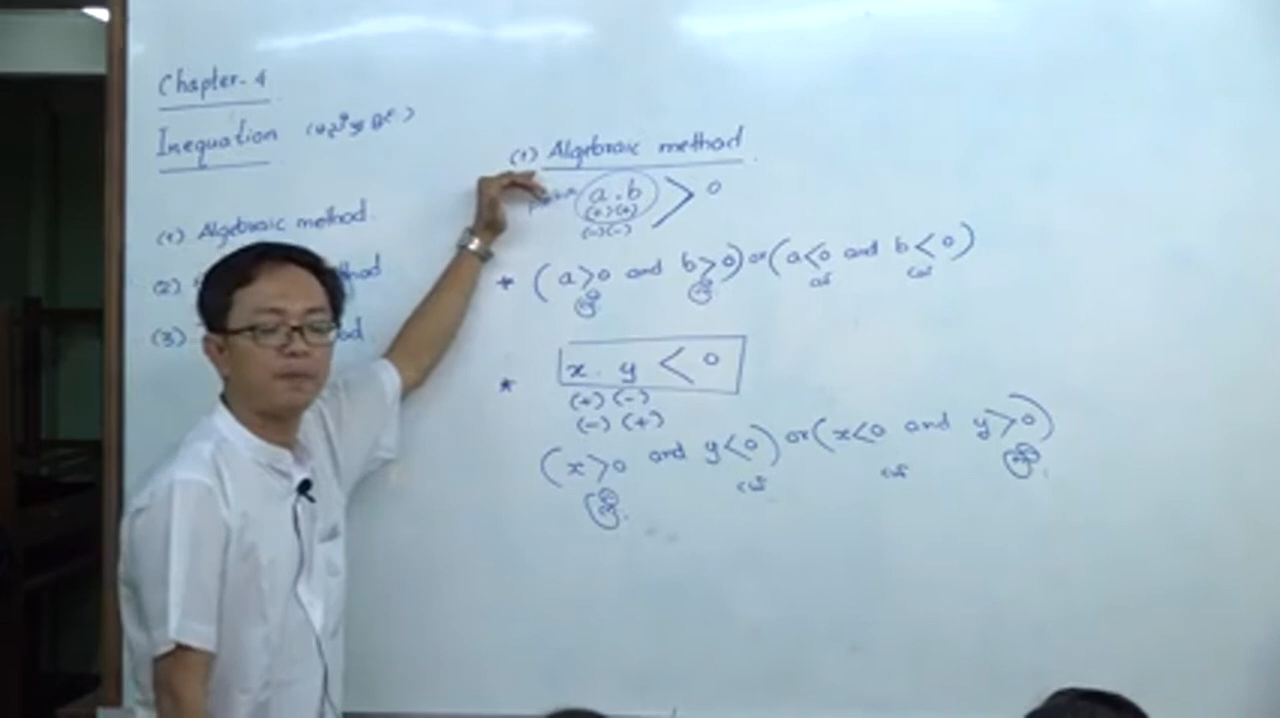 Chapter-4
Inequation
(1) Algebraic method.
(2)
(3)
(1) Algebraic method.
a.b > 0
(+)(+)
(-)(-)
* (a>0 and b>0) or (a<0 and b<0)
* x.y < 0
(+)(-)
(-)(+)
(x>0 and y<0) or (x<0 and y>0)